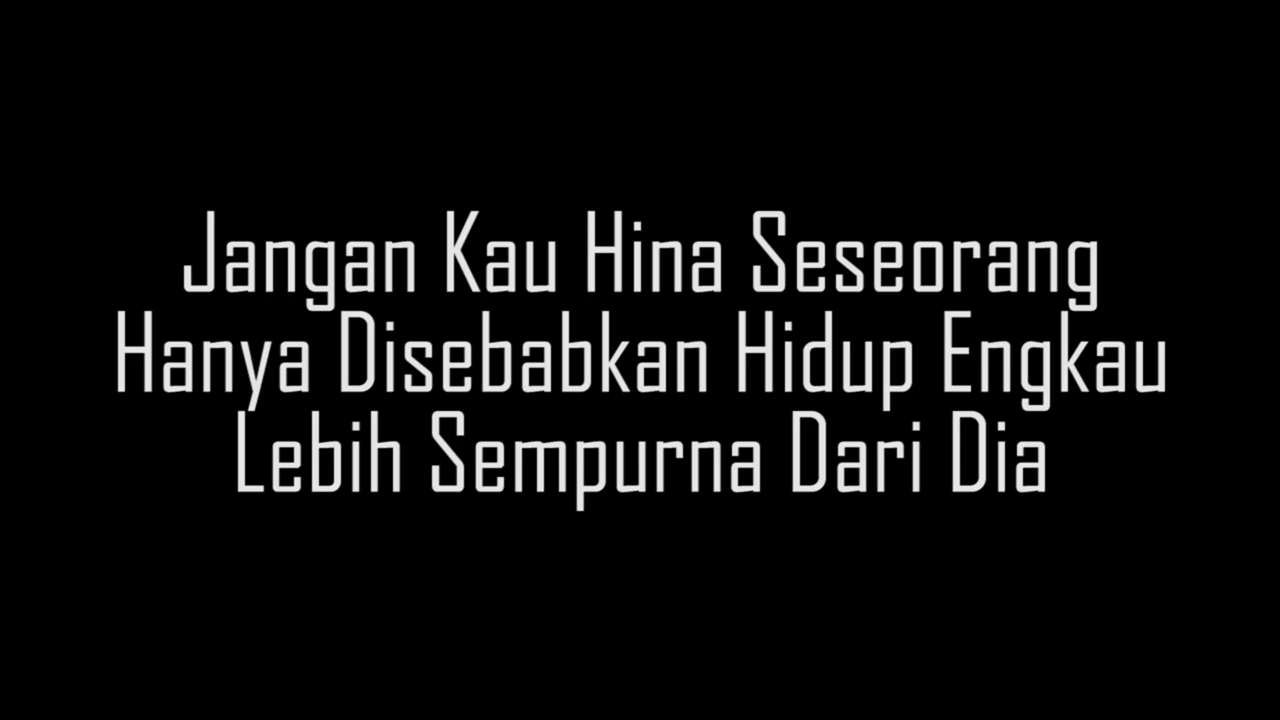 Jangan Kau Hina Seseorang
Hanya Disebabkan Hidup Engkau
Lebih Sempurna Dari Dia